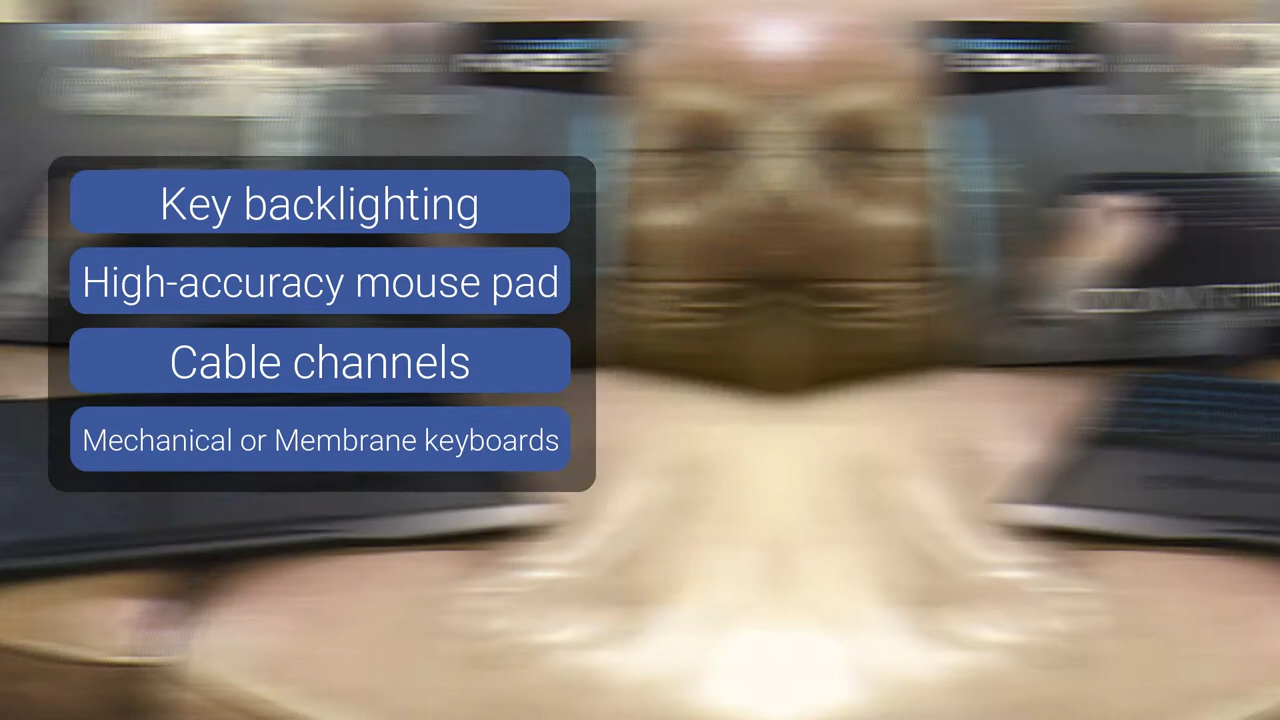 Key backlighting
High-accuracy mouse pad
Cable channels
Mechanical or Membrane keyboards